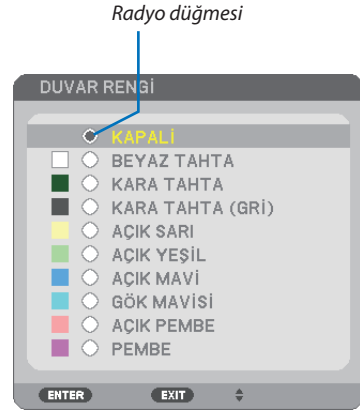 Radyo düğmesi
DUVAR RENGİ
KAPALİ
BEYAZ TAHTA
KARA TAHTA
KARA TAHTA (GRİ)
AÇIK SARI
AÇIK YEŞİL
AÇIK MAVİ
GÖK MAVİSİ
AÇIK PEMBE
PEMBE
ENTER EXIT